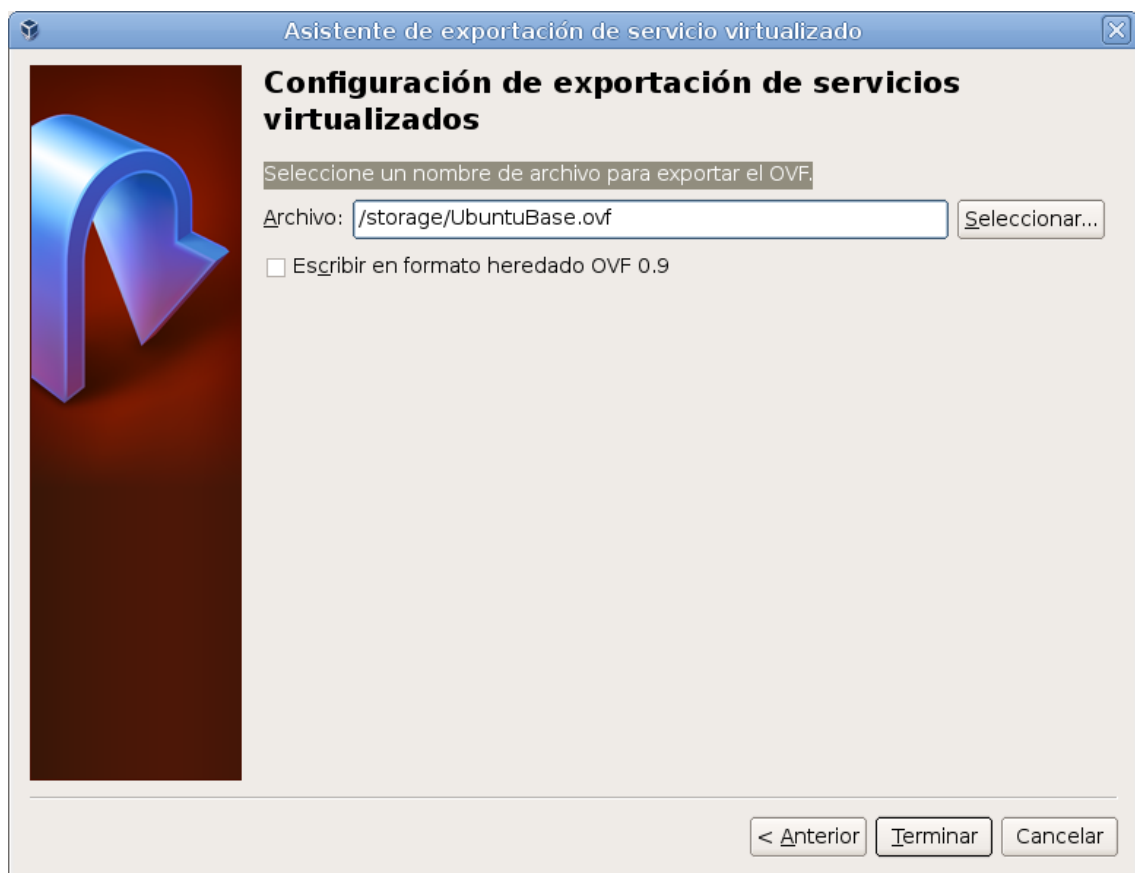 Asistente de exportación de servicio virtualizado
Configuración de exportación de servicios
virtualizados
Seleccione un nombre de archivo para exportar el OVF.
Archivo: /storage/UbuntuBase.ovf Seleccionar...
Escribir en formato heredado OVF 0.9
< Anterior Terminar Cancelar